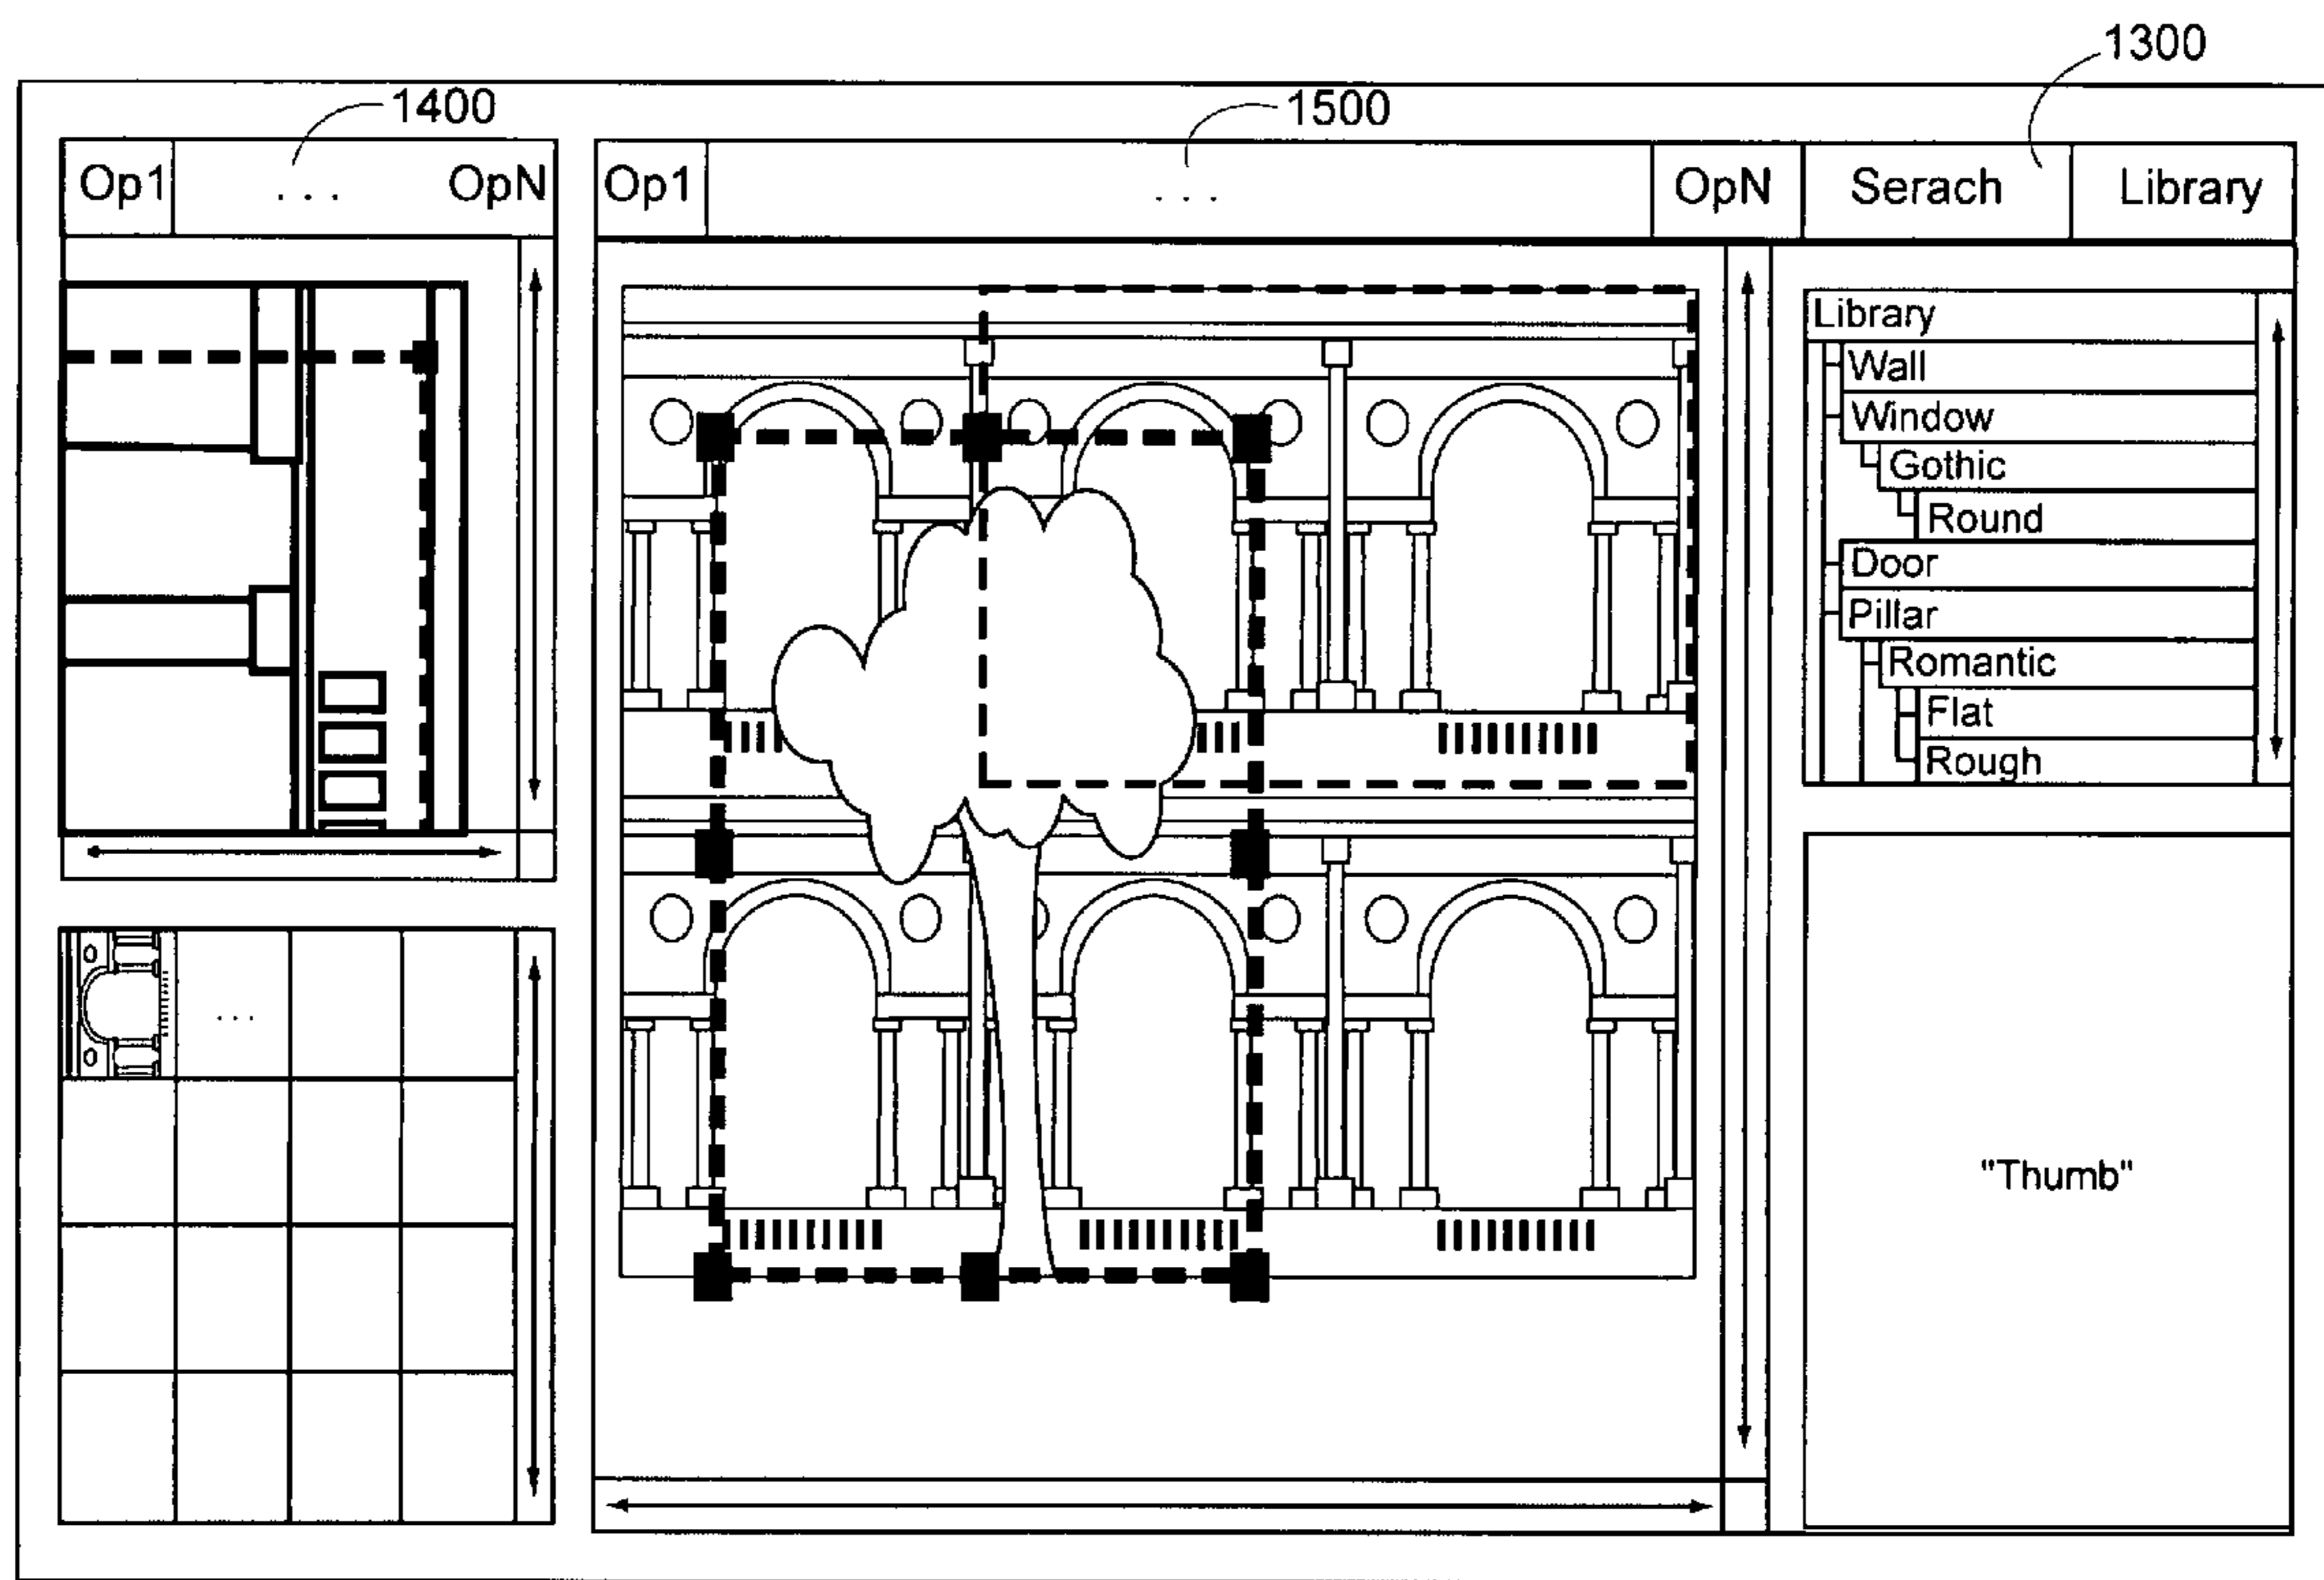 1300
1400
1500
Op1 ... OpN
Op1 ... OpN Serach Library
Library
Wall
Window
Gothic
Round
Door
Pillar
Romantic
Flat
Rough
...
"Thumb"